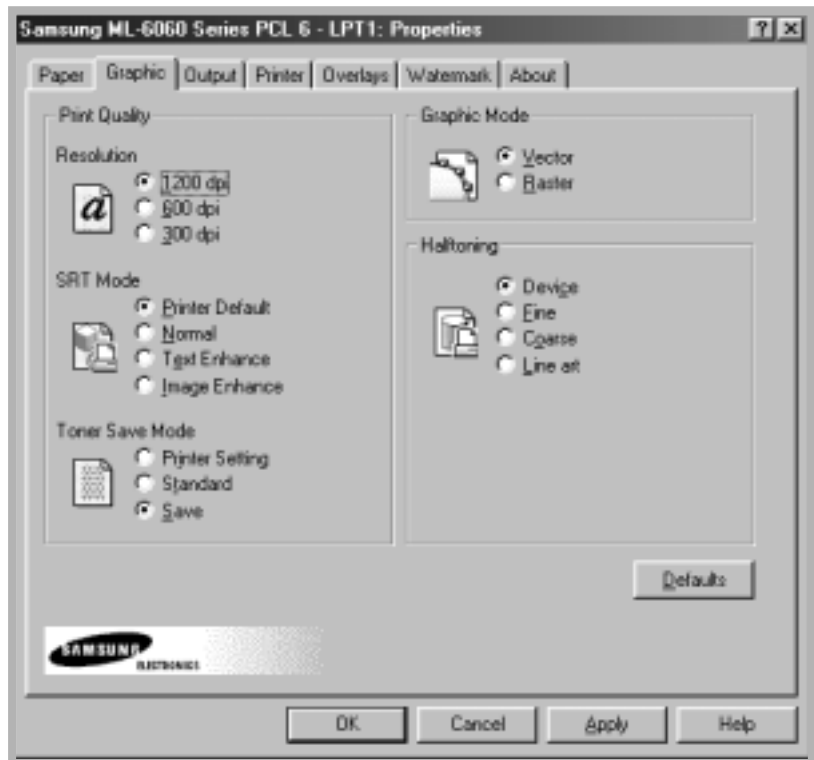 Samsung ML-6060 Series PCL 6 - LPT1: Properties
? ×
Paper Graphic Output Printer Overlays Watermark About
Print Quality
Resolution
a
1200 dpi
600 dpi
300 dpi
SRT Mode
Printer Default
Normal
Text Enhance
Image Enhance
Toner Save Mode
Printer Setting
Standard
Save
Graphic Mode
Vector
Raster
Halftoning
Device
Fine
Coarse
Line art
Defaults
SAMSUNG
ELECTRONICS
OK Cancel Apply Help